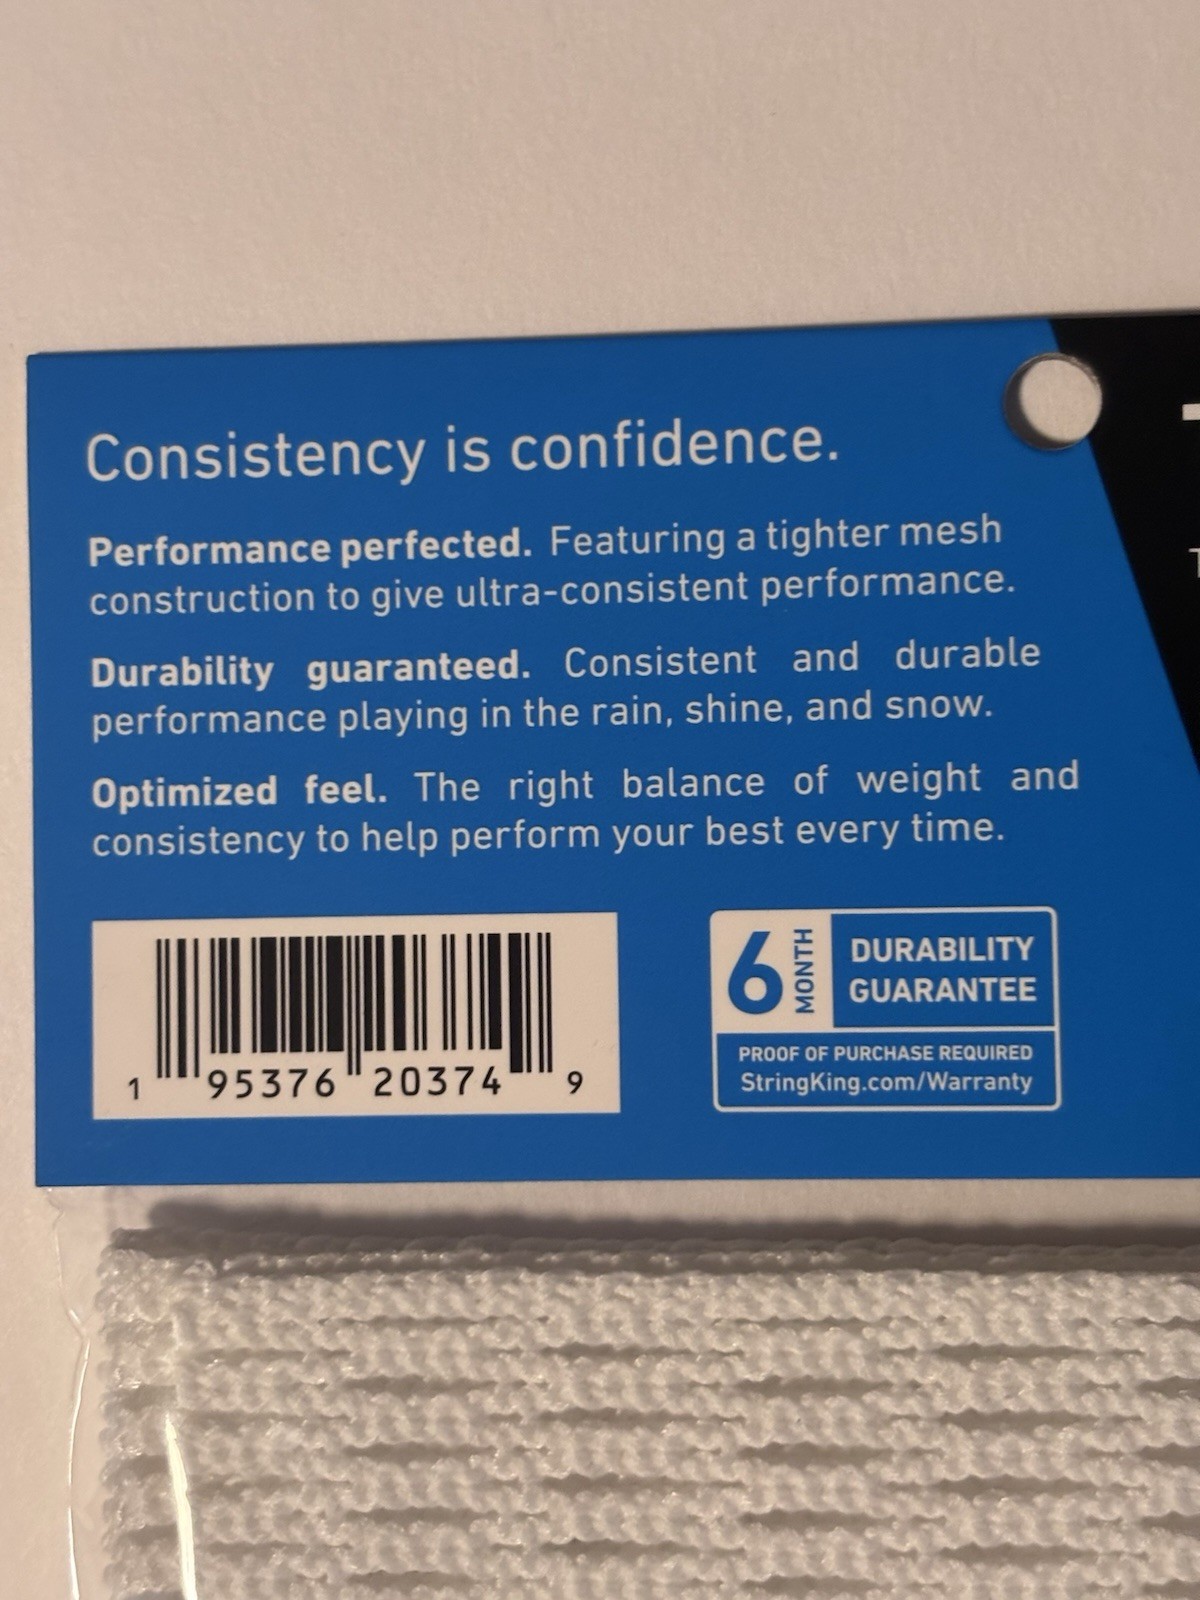 Consistency is confidence.
Performance perfected. Featuring a tighter mesh
construction to give ultra-consistent performance.
Durability guaranteed. Consistent and durable
performance playing in the rain, shine, and snow.
Optimized feel. The right balance of weight and
consistency to help perform your best every time.
1 95376 20374 9
6 MONTH
DURABILITY
GUARANTEE
PROOF OF PURCHASE REQUIRED
StringKing.com/Warranty